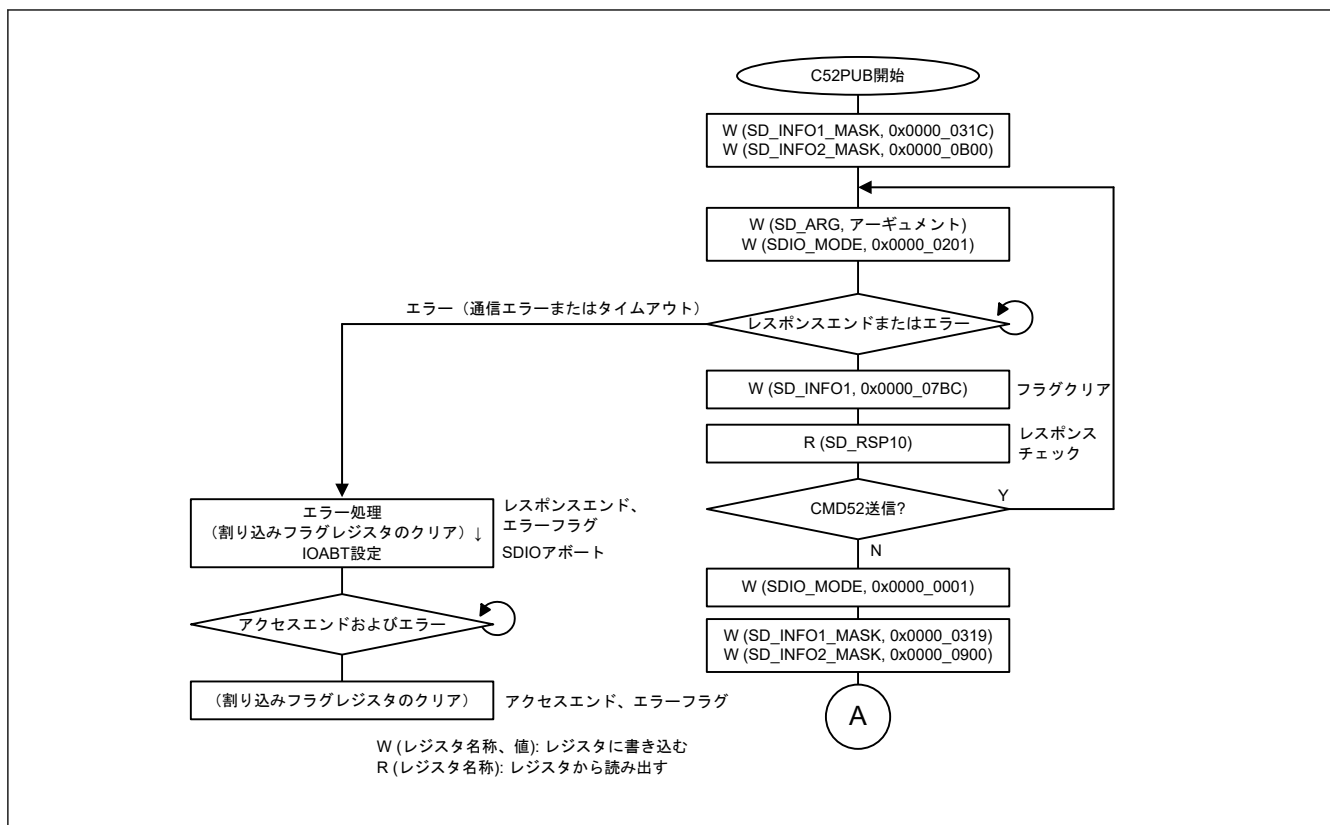 C52PUB開始
W (SD_INFO1_MASK, 0x0000_031C)
W (SD_INFO2_MASK, 0x0000_0B00)
W (SD_ARG, アーギュメント)
W (SDIO_MODE, 0x0000_0201)
エラー（通信エラーまたはタイムアウト）
レスポンスエンドまたはエラー
W (SD_INFO1, 0x0000_07BC)
フラグクリア
R (SD_RSP10)
レスポンス
チェック
CMD52送信?
Y
N
W (SDIO_MODE, 0x0000_0001)
W (SD_INFO1_MASK, 0x0000_0319)
W (SD_INFO2_MASK, 0x0000_0900)
A
エラー処理
（割り込みフラグレジスタのクリア）↓
IOABT設定
レスポンスエンド、
エラーフラグ
SDIOアボート
アクセスエンドおよびエラー
（割り込みフラグレジスタのクリア）
アクセスエンド、エラーフラグ
W (レジスタ名称、値): レジスタに書き込む
R (レジスタ名称): レジスタから読み出す